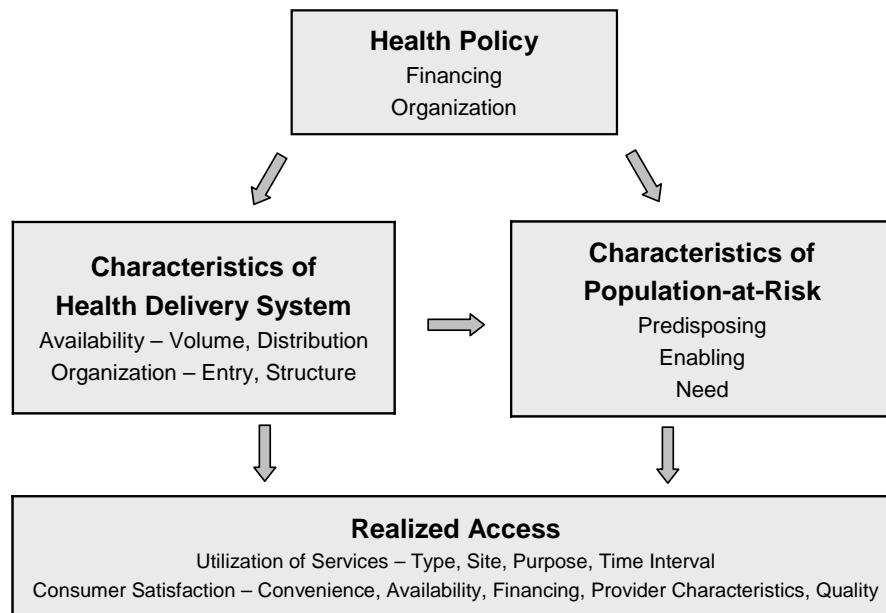 Health Policy
Financing
Organization
Characteristics of
Health Delivery System
Availability – Volume, Distribution
Organization – Entry, Structure
Characteristics of
Population-at-Risk
Predisposing
Enabling
Need
Realized Access
Utilization of Services – Type, Site, Purpose, Time Interval
Consumer Satisfaction – Convenience, Availability, Financing, Provider Characteristics, Quality